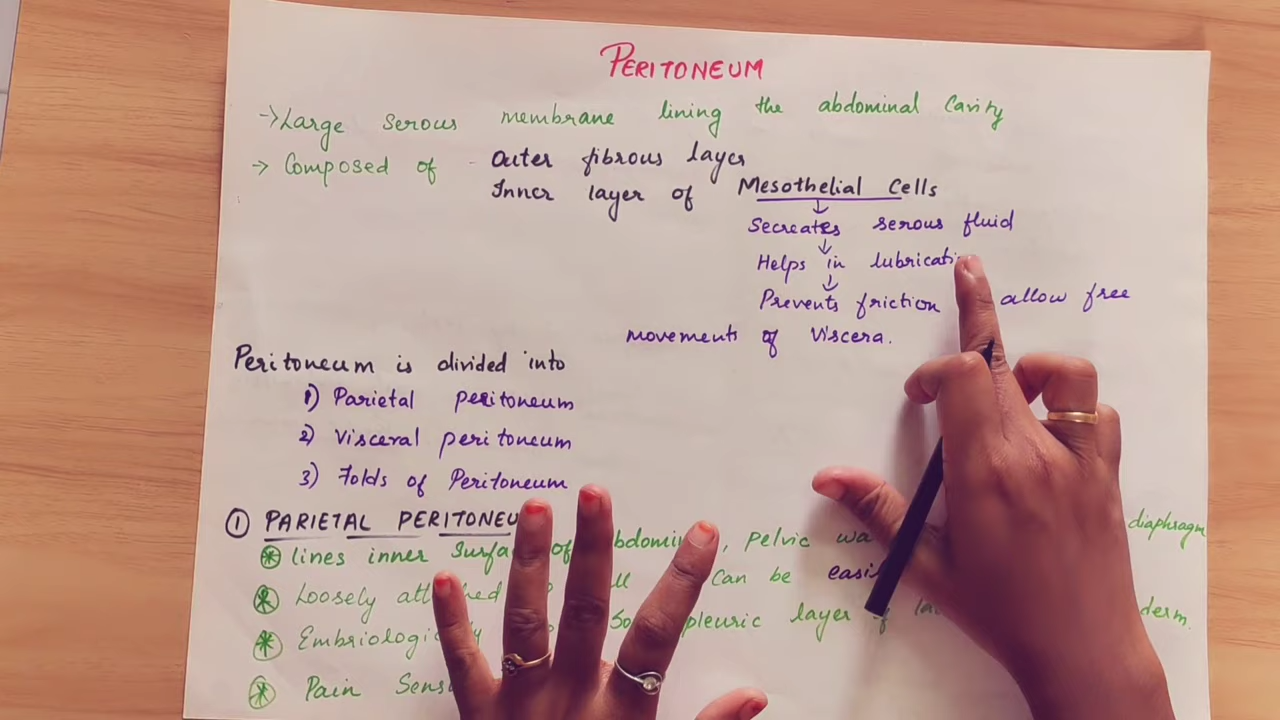 PERITONEUM
→ Large serous membrane lining the abdominal cavity
→ Composed of - Outer fibrous layer
Inner layer of Mesothelial Cells
↓
Secreates serous fluid
↓
Helps in
↓
Prevents friction allow free
movements of Viscera.
Peritoneum is divided into
1) Parietal peritoneum
2) Visceral peritoneum
3) Folds of Peritoneum
① PARIETAL
lines inner of , pelvic diaphragm
Loosely Can be
layer
Pain